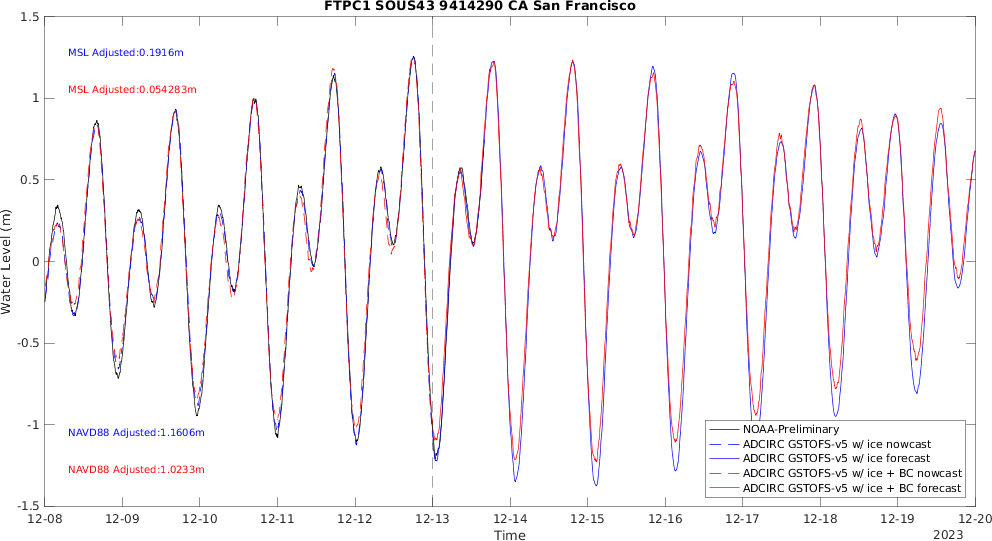 FTPC1 SOUS43 9414290 CA San Francisco
1.5
MSL Adjusted:0.1916m
MSL Adjusted:0.054283m
1
0.5
0
-0.5
-1
-1.5
Water Level (m)
NAVD88 Adjusted:1.1606m
NAVD88 Adjusted:1.0233m
NOAA-Preliminary
ADCIRC GSTOFS-v5 w/ ice nowcast
ADCIRC GSTOFS-v5 w/ ice forecast
ADCIRC GSTOFS-v5 w/ ice + BC nowcast
ADCIRC GSTOFS-v5 w/ ice + BC forecast
12-08 12-09 12-10 12-11 12-12 12-13 12-14 12-15 12-16 12-17 12-18 12-19 12-20
Time
2023